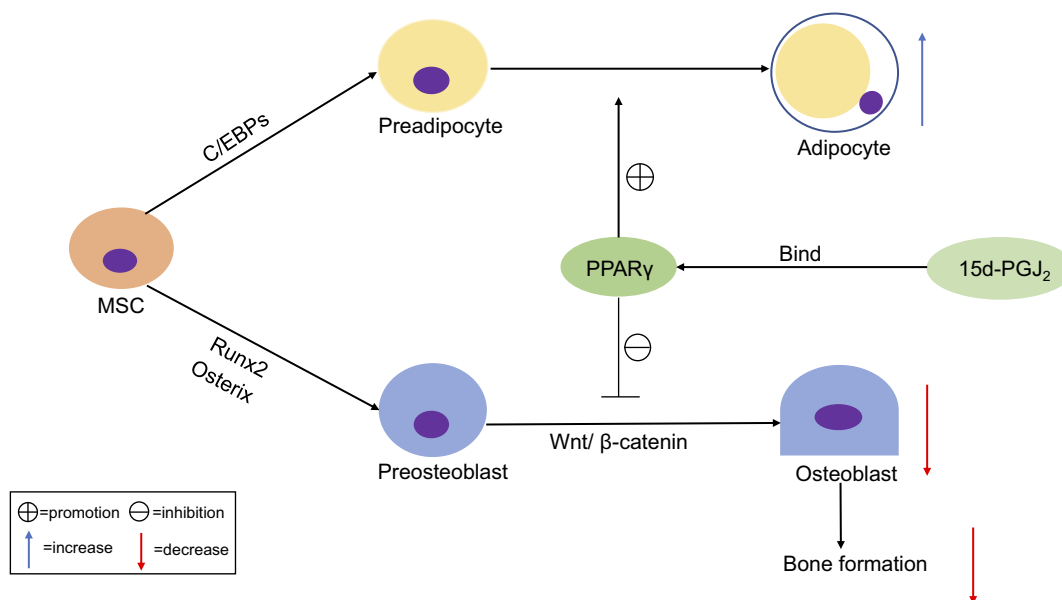 C/EBPs
Preadipocyte
Adipocyte
MSC
PPARγ
Bind
15d-PGJ₂
Runx2
Osterix
Preosteoblast
Wnt/ β-catenin
Osteoblast
Bone formation
⊕=promotion ⊖=inhibition
=increase =decrease